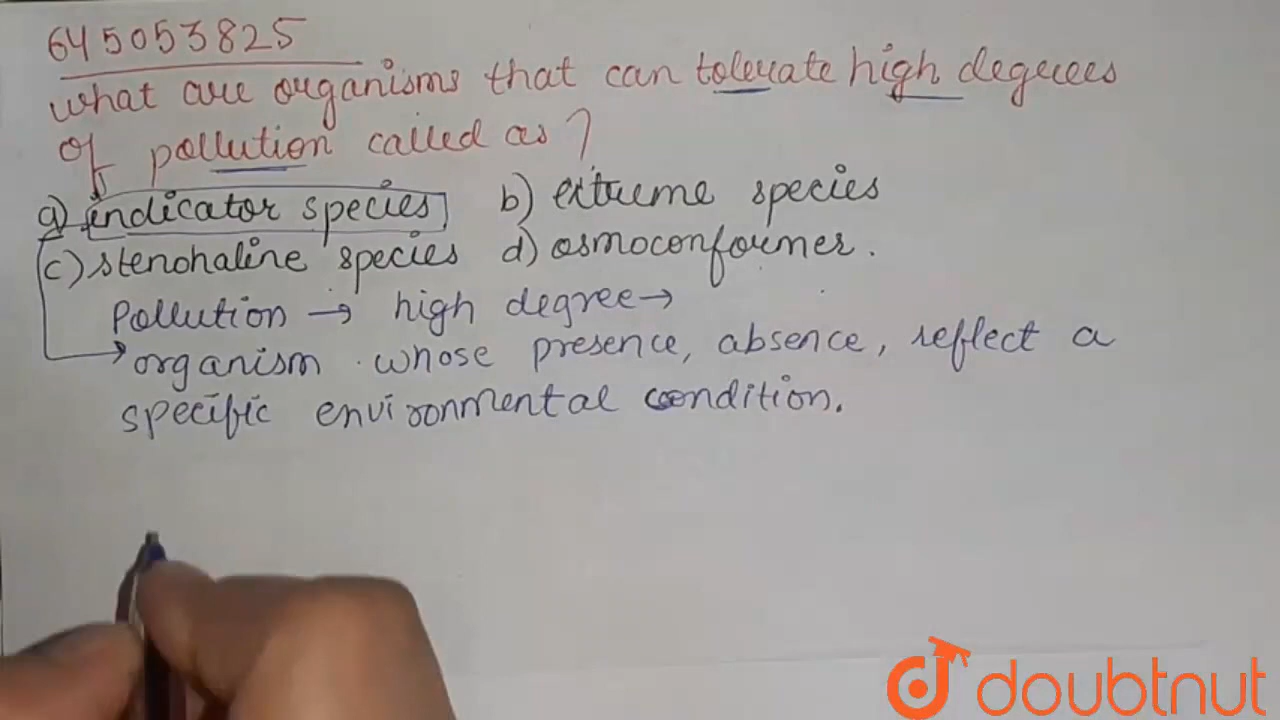 645053825
what are organisms that can tolerate high degrees
of pollution called as ?
a) indicator species b) extreme species
c) stenohaline species d) osmoconformer.
Pollution → high degree →
organism whose presence, absence, reflect a
specific environmental condition.
doubtnut